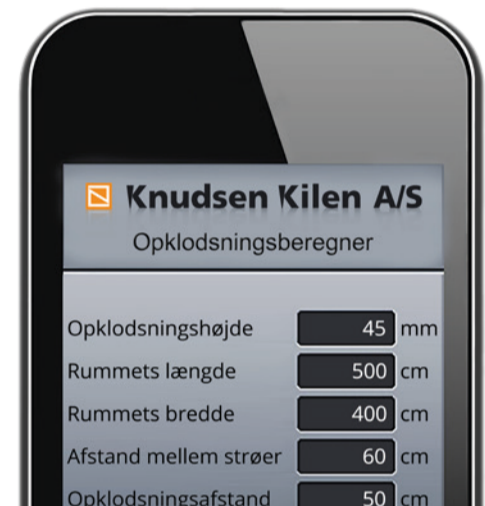 Knudsen Kilen A/S
Opklodsningsberegner
Opklodsningshøjde 45 mm
Rummets længde 500 cm
Rummets bredde 400 cm
Afstand mellem strøer 60 cm
Opklodsningsafstand 50 cm